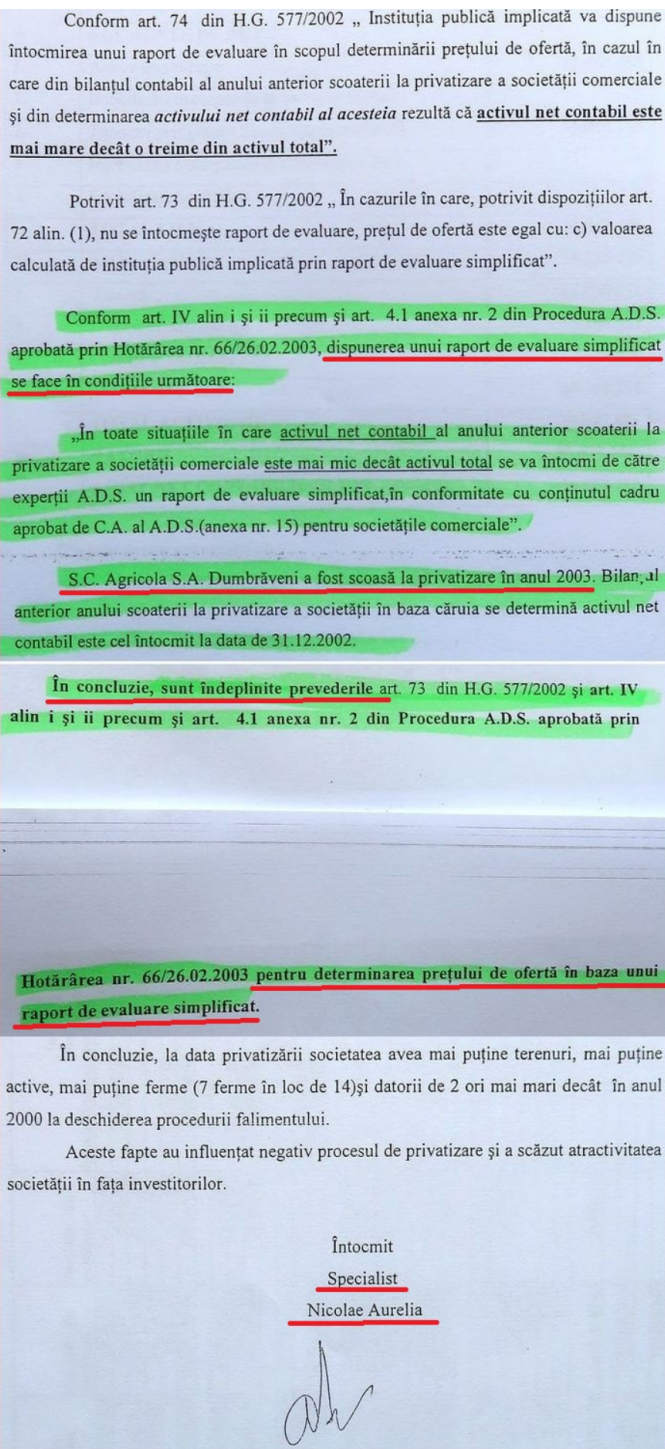 Conform art. 74 din H.G. 577/2002 „ Instituția publică implicată va dispune
întocmirea unui raport de evaluare în scopul determinării prețului de ofertă, în cazul în
care din bilanțul contabil al anului anterior scoaterii la privatizare a societății comerciale
și din determinarea activului net contabil al acesteia rezultă că activul net contabil este
mai mare decât o treime din activul total”.
Potrivit art. 73 din H.G. 577/2002 „ În cazurile în care, potrivit dispozițiilor art.
72 alin. (1), nu se întocmește raport de evaluare, prețul de ofertă este egal cu: c) valoarea
calculată de instituția publică implicată prin raport de evaluare simplificat”.
Conform art. IV alin i și ii precum și art. 4.1 anexa nr. 2 din Procedura A.D.S.
aprobată prin Hotărârea nr. 66/26.02.2003, dispunerea unui raport de evaluare simplificat
se face în condițiile următoare:
„În toate situațiile în care activul net contabil al anului anterior scoaterii la
privatizare a societății comerciale este mai mic decât activul total se va întocmi de către
experții A.D.S. un raport de evaluare simplificat,în conformitate cu conținutul cadru
aprobat de C.A. al A.D.S.(anexa nr. 15) pentru societățile comerciale”.
S.C. Agricola S.A. Dumbrăveni a fost scoasă la privatizare în anul 2003. Bilanțul
anterior anului scoaterii la privatizare a societății în baza căruia se determină activul net
contabil este cel întocmit la data de 31.12.2002.
În concluzie, sunt îndeplinite prevederile art. 73 din H.G. 577/2002 și art. IV
alin i și ii precum și art. 4.1 anexa nr. 2 din Procedura A.D.S. aprobată prin
Hotărârea nr. 66/26.02.2003 pentru determinarea prețului de ofertă în baza unui
raport de evaluare simplificat.
În concluzie, la data privatizării societatea avea mai puține terenuri, mai puține
active, mai puține ferme (7 ferme în loc de 14)și datorii de 2 ori mai mari decât în anul
2000 la deschiderea procedurii falimentului.
Aceste fapte au influențat negativ procesul de privatizare și a scăzut atractivitatea
societății în fața investitorilor.
Întocmit
Specialist
Nicolae Aurelia